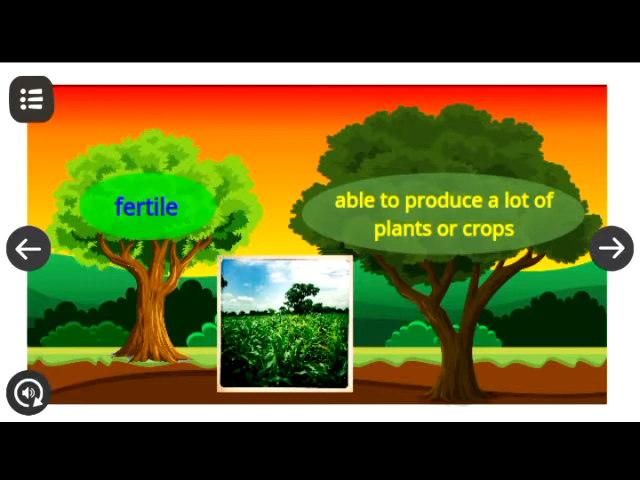 fertile
able to produce a lot of
plants or crops